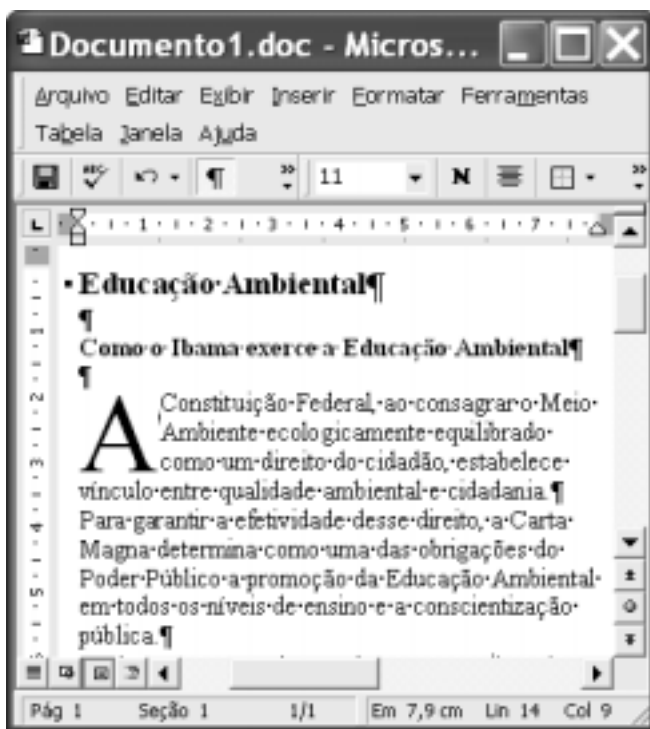 Documento1.doc - Micros...
Arquivo Editar Exibir Inserir Formatar Ferramentas
Tabela Janela Ajuda
ABC ¶ 11 N
1 2 3 4 5 6 7
Educação·Ambiental¶
¶
Como·o·Ibama·exerce·a·Educação·Ambiental¶
¶
A Constituição·Federal,·ao·consagrar·o·Meio·
Ambiente·ecologicamente·equilibrado·
como·um·direito·do·cidadão,·estabelece·
vínculo·entre·qualidade·ambiental·e·cidadania.¶
Para·garantir·a·efetividade·desse·direito,·a·Carta·
Magna·determina·como·uma·das·obrigações·do·
Poder·Público·a·promoção·da·Educação·Ambiental·
em·todos·os·níveis·de·ensino·e·a·conscientização·
pública.¶
Pág 1 Seção 1 1/1 Em 7,9 cm Lin 14 Col 9